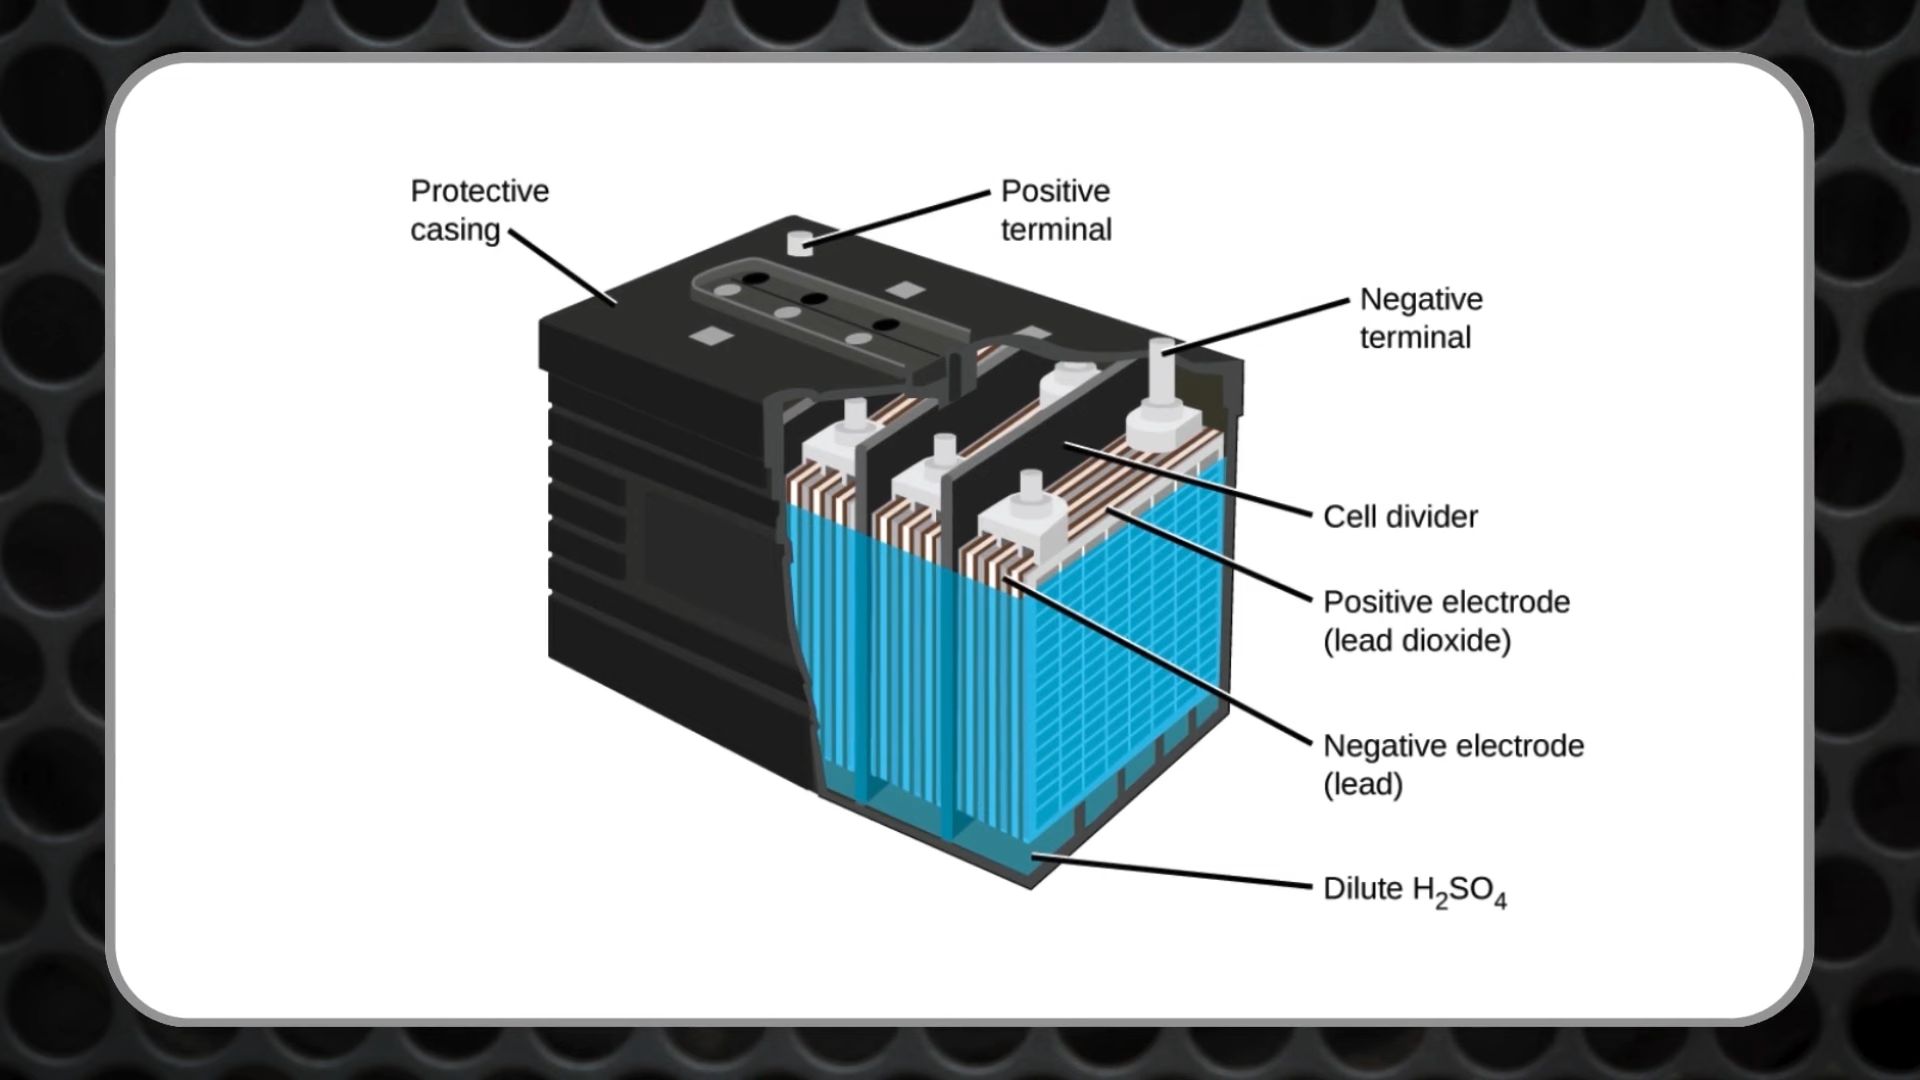 Protective
casing
Positive
terminal
Negative
terminal
Cell divider
Positive electrode
(lead dioxide)
Negative electrode
(lead)
Dilute H₂SO₄